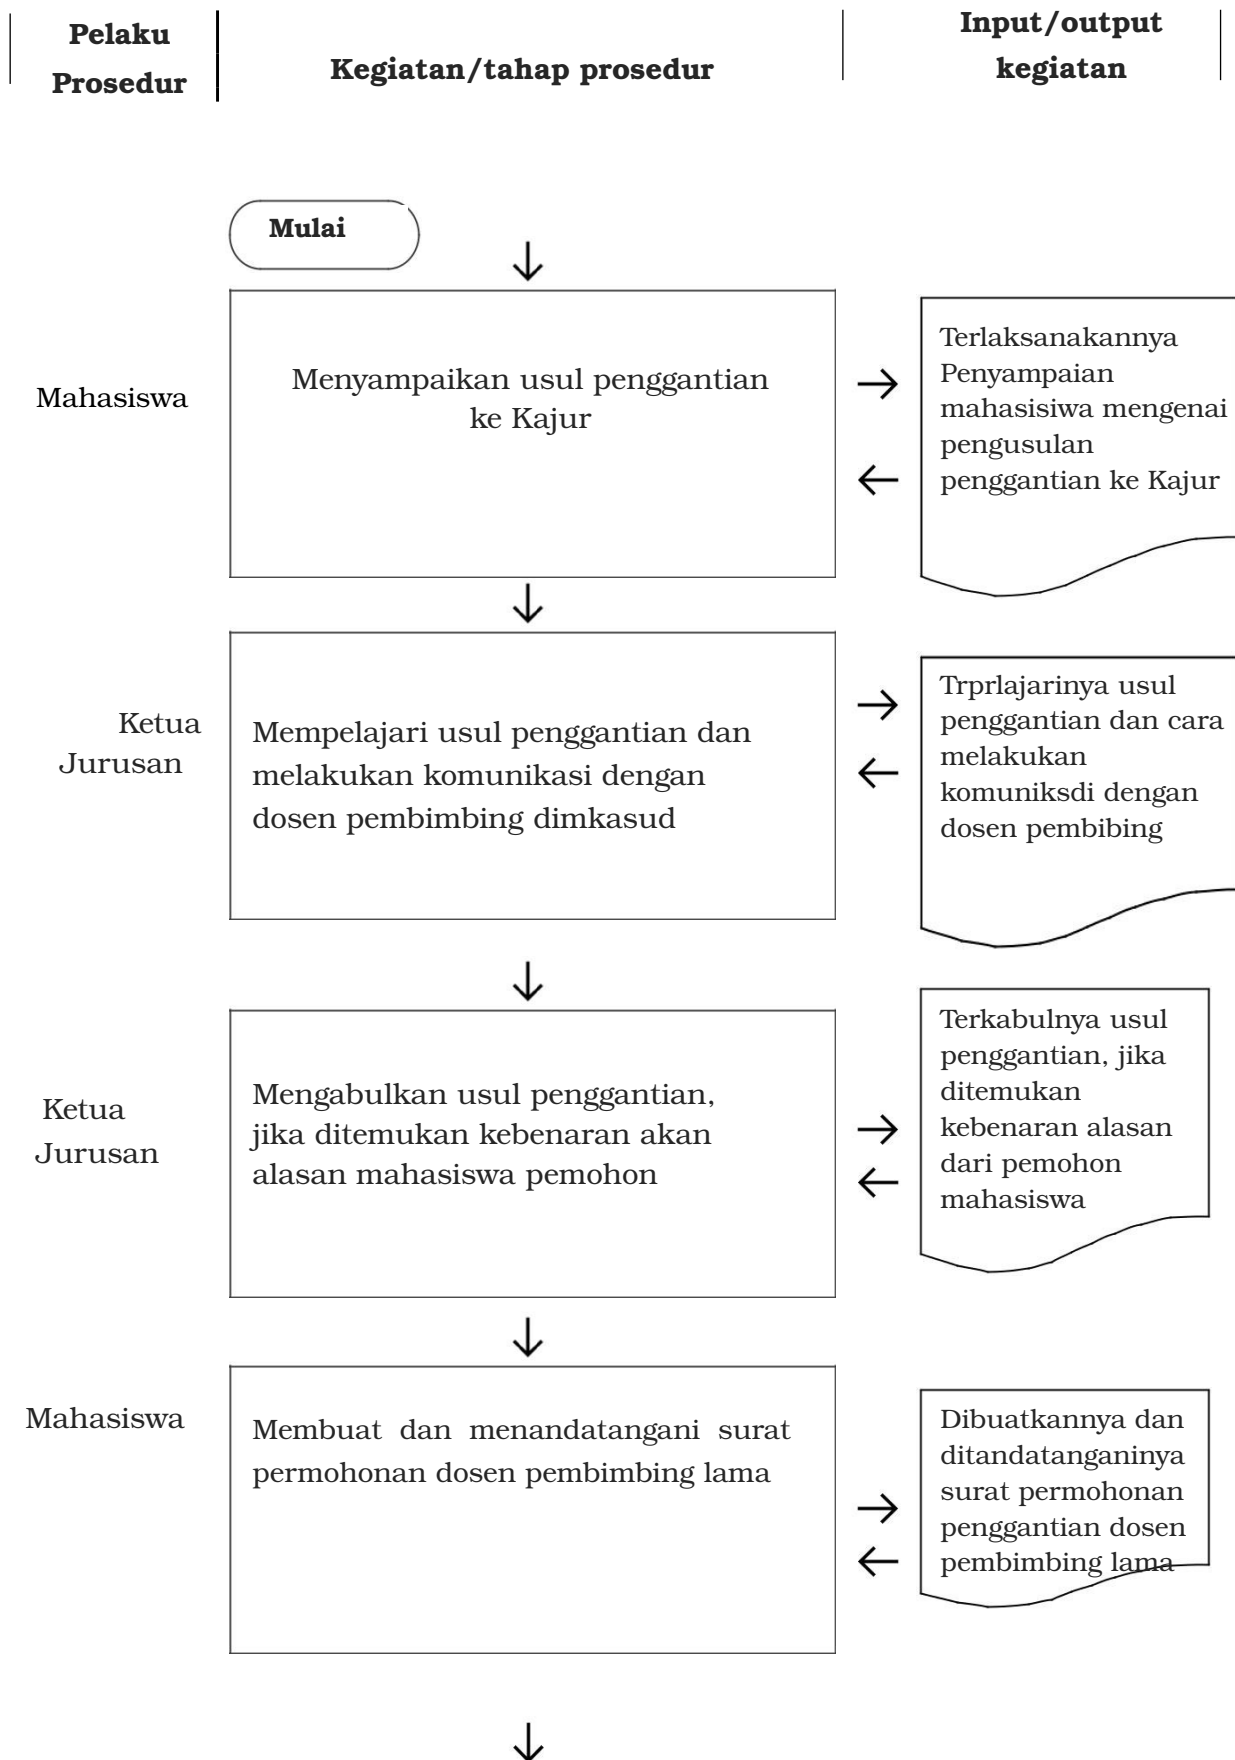 Pelaku
Prosedur
Kegiatan/tahap prosedur
Input/output
kegiatan
Mulai
Mahasiswa
Menyampaikan usul penggantian
ke Kajur
Terlaksanakannya
Penyampaian
mahasisiwa mengenai
pengusulan
penggantian ke Kajur
Ketua
Jurusan
Mempelajari usul penggantian dan
melakukan komunikasi dengan
dosen pembimbing dimkasud
Trprlajarinya usul
penggantian dan cara
melakukan
komuniksdi dengan
dosen pembibing
Ketua
Jurusan
Mengabulkan usul penggantian,
jika ditemukan kebenaran akan
alasan mahasiswa pemohon
Terkabulnya usul
penggantian, jika
ditemukan
kebenaran alasan
dari pemohon
mahasiswa
Mahasiswa
Membuat dan menandatangani surat
permohonan dosen pembimbing lama
Dibuatkannya dan
ditandatanganinya
surat permohonan
penggantian dosen
pembimbing lama